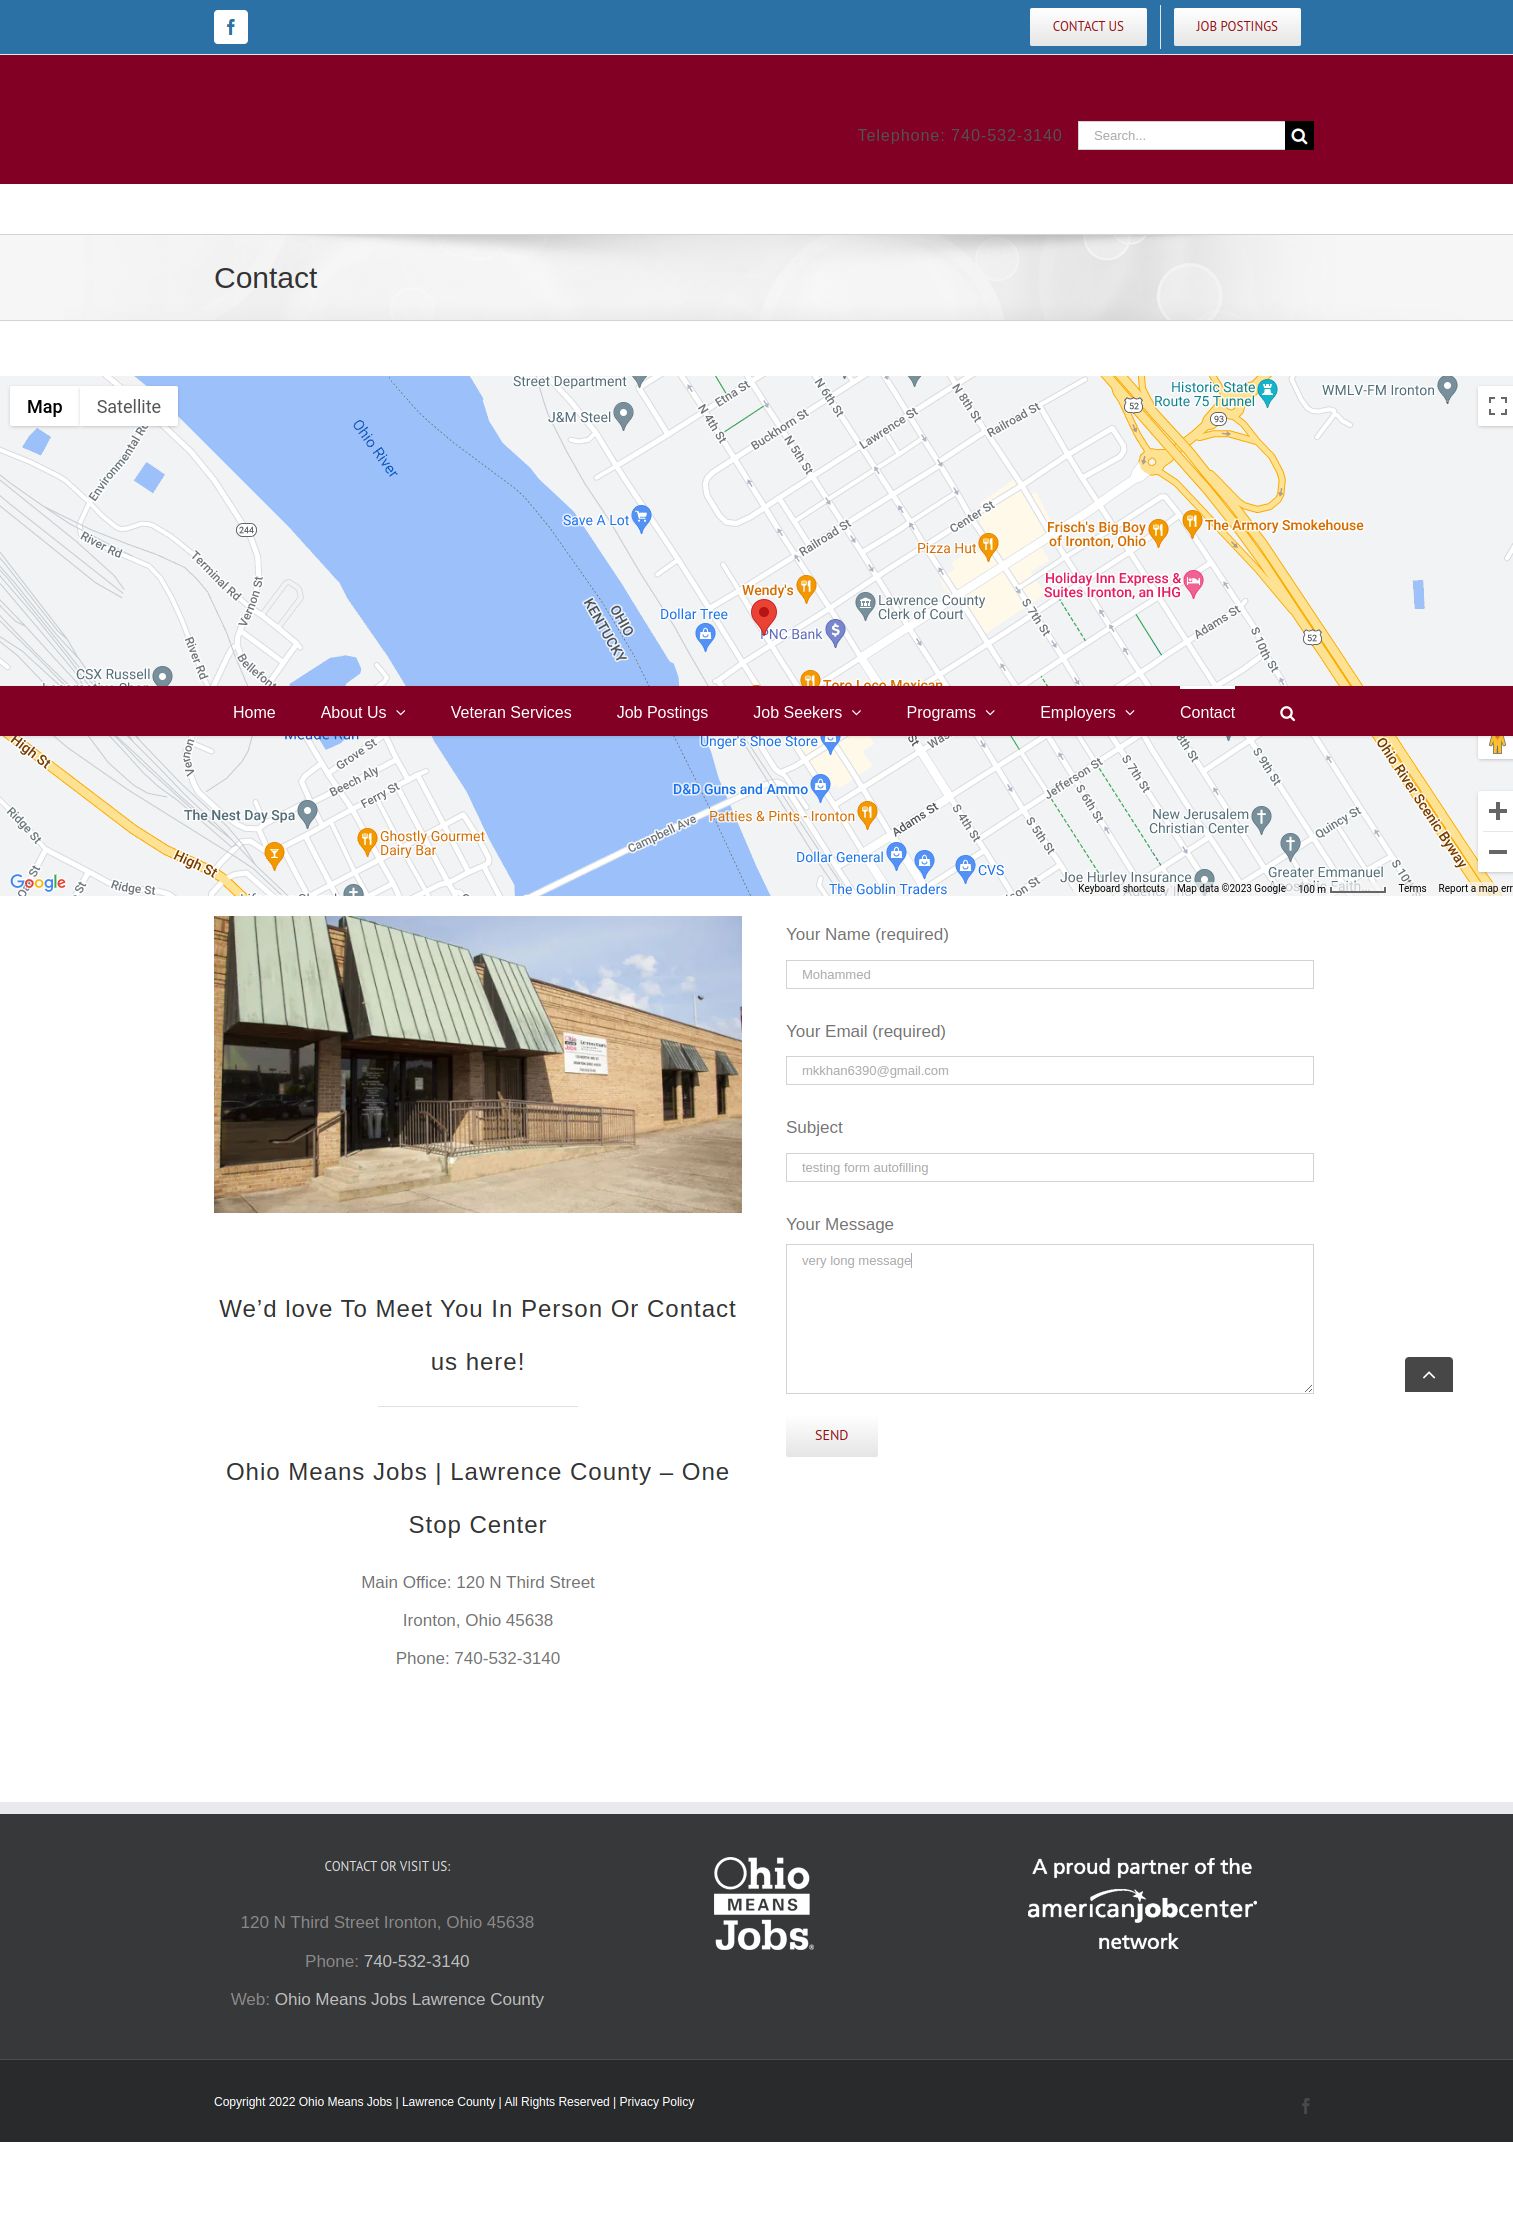 CONTACT US
JOB POSTINGS
Telephone: 740-532-3140
Search...
Contact
Map
Satellite
Street Department
J&M Steel
Etna St
N 4th St
Buckhorn St
N 5th St
N 6th St
Lawrence St
N 8th St
Railroad St
52
93
Historic State
Route 75 Tunnel
WMLV-FM Ironton
Ohio River
Environmental Rd
244
River Rd
Terminal Rd
Vernon St
Save A Lot
Railroad St
Center St
Pizza Hut
Frisch's Big Boy
of Ironton, Ohio
The Armory Smokehouse
Holiday Inn Express &
Suites Ironton, an IHG
Wendy's
Dollar Tree
PNC Bank
Lawrence County
Clerk of Court
OHIO
KENTUCKY
S 7th St
Adams St
S 10th St
52
River Rd
CSX Russell
Home
About Us
Veteran Services
Job Postings
Job Seekers
Programs
Employers
Contact
High St
Vernon
Grove St
Beech Aly
Ferry St
Unger's Shoe Store
D&D Guns and Ammo
Patties & Pints - Ironton
Adams St
S 4th St
S 5th St
S 6th St
S 7th St
Jefferson St
S 9th St
Ohio River Scenic Byway
New Jerusalem
Christian Center
Quincy St
Ridge St
The Nest Day Spa
Ghostly Gourmet
Dairy Bar
High St
Campbell Ave
Dollar General
CVS
The Goblin Traders
Joe Hurley Insurance
Greater Emmanuel
Ridge St
Google
Keyboard shortcuts
Map data ©2023 Google
100 m
Terms
Report a map err
Your Name (required)
Mohammed
Your Email (required)
mkkhan6390@gmail.com
Subject
testing form autofilling
Your Message
very long message
SEND
We’d love To Meet You In Person Or Contact
us here!
Ohio Means Jobs | Lawrence County – One
Stop Center
Main Office: 120 N Third Street
Ironton, Ohio 45638
Phone: 740-532-3140
CONTACT OR VISIT US:
120 N Third Street Ironton, Ohio 45638
Phone: 740-532-3140
Web: Ohio Means Jobs Lawrence County
Ohio
MEANS
Jobs®
A proud partner of the
americanjobcenter
network
Copyright 2022 Ohio Means Jobs | Lawrence County | All Rights Reserved | Privacy Policy